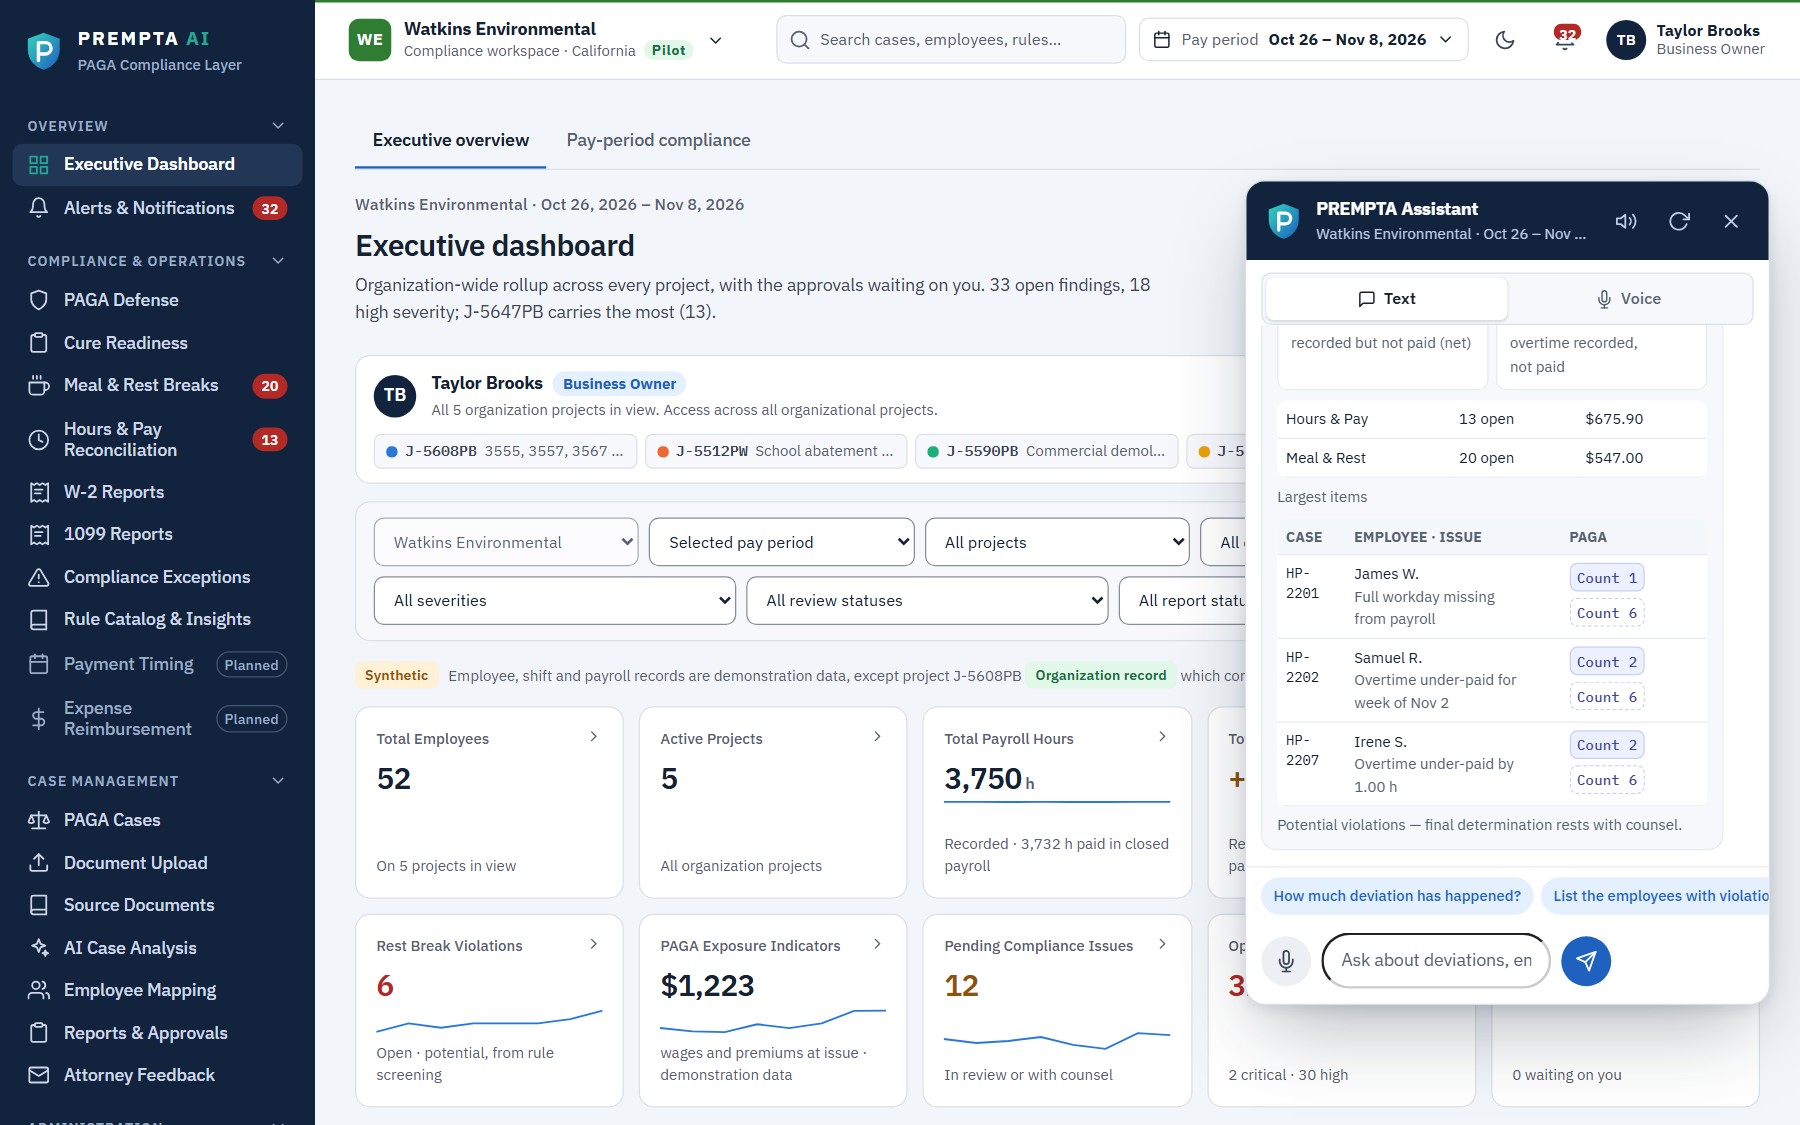 PREMPTA AI
PAGA Compliance Layer
OVERVIEW
Executive Dashboard
Alerts & Notifications 32
COMPLIANCE & OPERATIONS
PAGA Defense
Cure Readiness
Meal & Rest Breaks 20
Hours & Pay
Reconciliation 13
W-2 Reports
1099 Reports
Compliance Exceptions
Rule Catalog & Insights
Payment Timing Planned
Expense
Reimbursement Planned
CASE MANAGEMENT
PAGA Cases
Document Upload
Source Documents
AI Case Analysis
Employee Mapping
Reports & Approvals
Attorney Feedback
WE
Watkins Environmental
Compliance workspace · California Pilot
Search cases, employees, rules...
Pay period Oct 26 – Nov 8, 2026
32
TB
Taylor Brooks
Business Owner
Executive overview Pay-period compliance
Watkins Environmental · Oct 26, 2026 – Nov 8, 2026
Executive dashboard
Organization-wide rollup across every project, with the approvals waiting on you. 33 open findings, 18
high severity; J-5647PB carries the most (13).
TB
Taylor Brooks Business Owner
All 5 organization projects in view. Access across all organizational projects.
J-5608PB 3555, 3557, 3567 ...
J-5512PW School abatement ...
J-5590PB Commercial demol...
J-5
Watkins Environmental
Selected pay period
All projects
All
All severities
All review statuses
All report statu
Synthetic Employee, shift and payroll records are demonstration data, except project J-5608PB Organization record which cor
Total Employees
52
On 5 projects in view
Active Projects
5
All organization projects
Total Payroll Hours
3,750 h
Recorded · 3,732 h paid in closed
payroll
To
+
Re
pa
Rest Break Violations
6
Open · potential, from rule
screening
PAGA Exposure Indicators
$1,223
wages and premiums at issue ·
demonstration data
Pending Compliance Issues
12
In review or with counsel
Op
3
2 critical · 30 high
0 waiting on you
PREMPTA Assistant
Watkins Environmental · Oct 26 – Nov ...
Text Voice
recorded but not paid (net)
overtime recorded,
not paid
Hours & Pay 13 open $675.90
Meal & Rest 20 open $547.00
Largest items
CASE EMPLOYEE · ISSUE PAGA
HP-
2201
James W.
Full workday missing
from payroll
Count 1
Count 6
HP-
2202
Samuel R.
Overtime under-paid for
week of Nov 2
Count 2
Count 6
HP-
2207
Irene S.
Overtime under-paid by
1.00 h
Count 2
Count 6
Potential violations — final determination rests with counsel.
How much deviation has happened?
List the employees with violatio
Ask about deviations, en